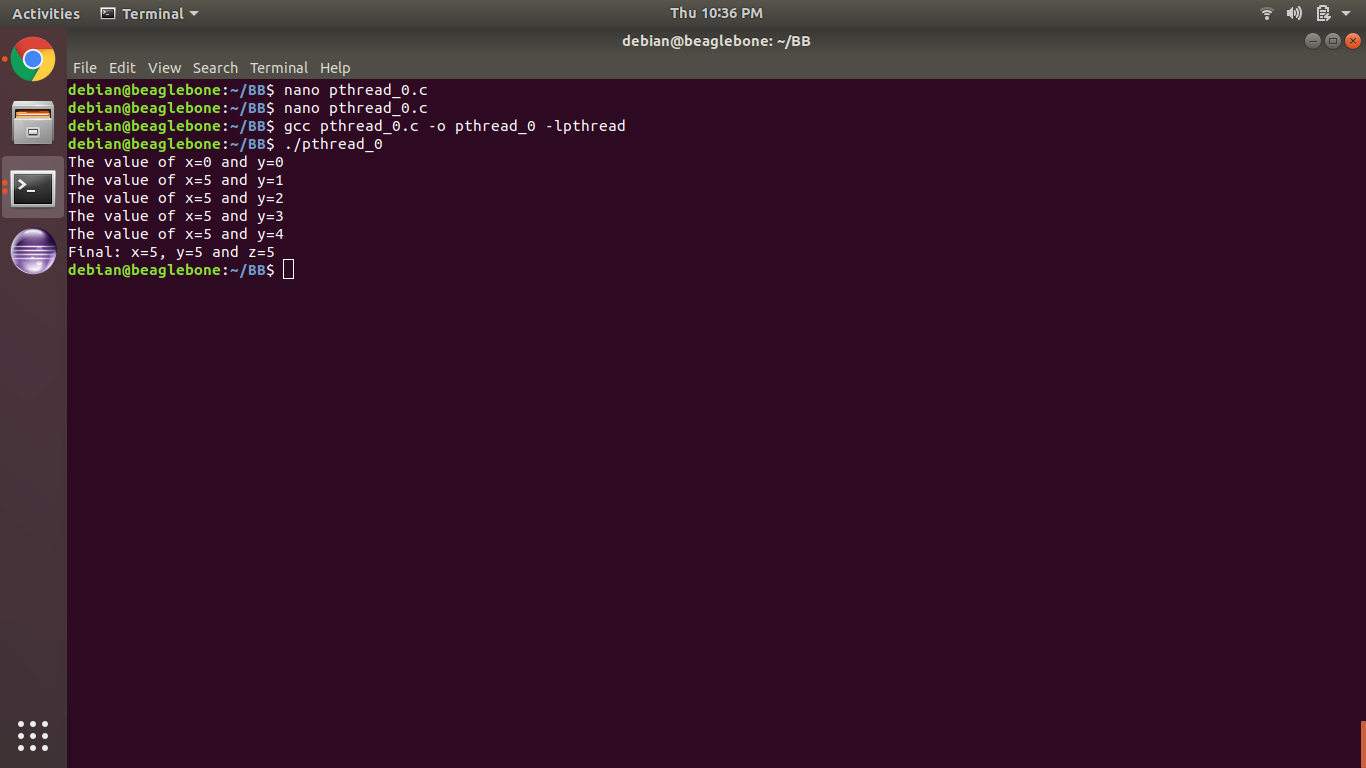 Activities Terminal Thu 10:36 PM
debian@beaglebone: ~/BB
File Edit View Search Terminal Help
debian@beaglebone:~/BB$ nano pthread_0.c
debian@beaglebone:~/BB$ nano pthread_0.c
debian@beaglebone:~/BB$ gcc pthread_0.c -o pthread_0 -lpthread
debian@beaglebone:~/BB$ ./pthread_0
The value of x=0 and y=0
The value of x=5 and y=1
The value of x=5 and y=2
The value of x=5 and y=3
The value of x=5 and y=4
Final: x=5, y=5 and z=5
debian@beaglebone:~/BB$